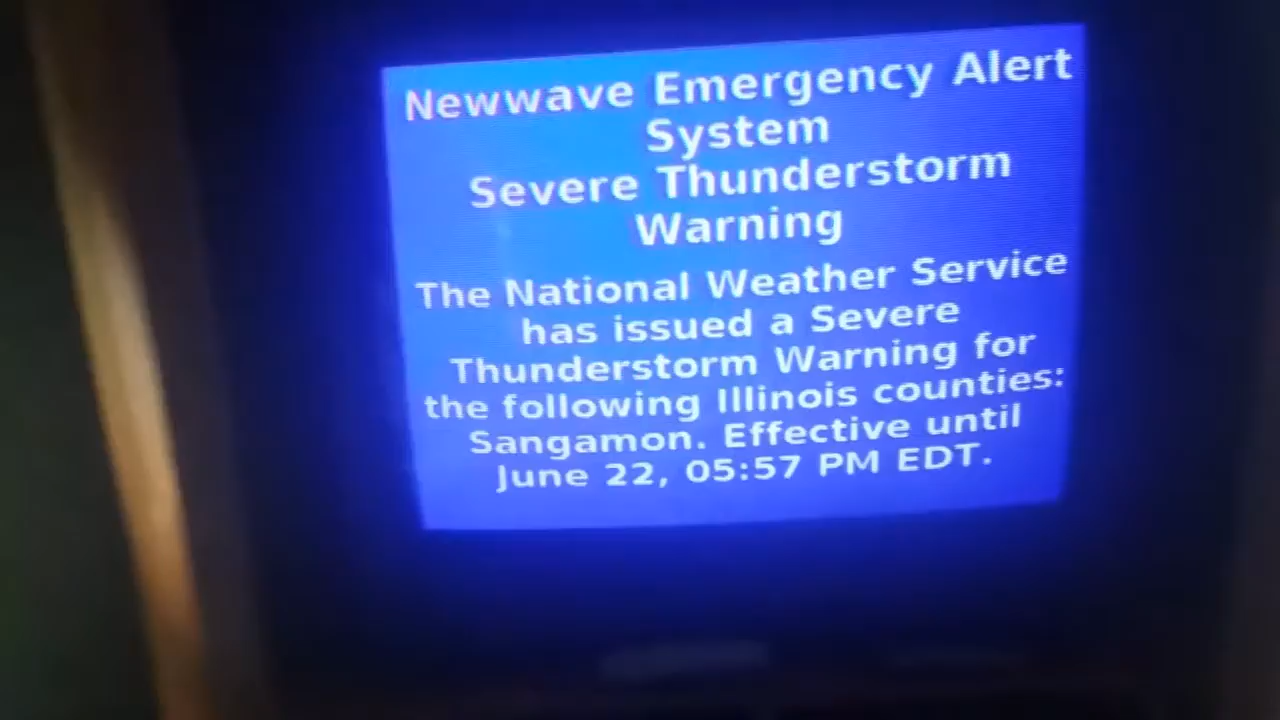 Newwave Emergency Alert
System
Severe Thunderstorm
Warning
The National Weather Service
has issued a Severe
Thunderstorm Warning for
the following Illinois counties:
Sangamon. Effective until
June 22, 05:57 PM EDT.